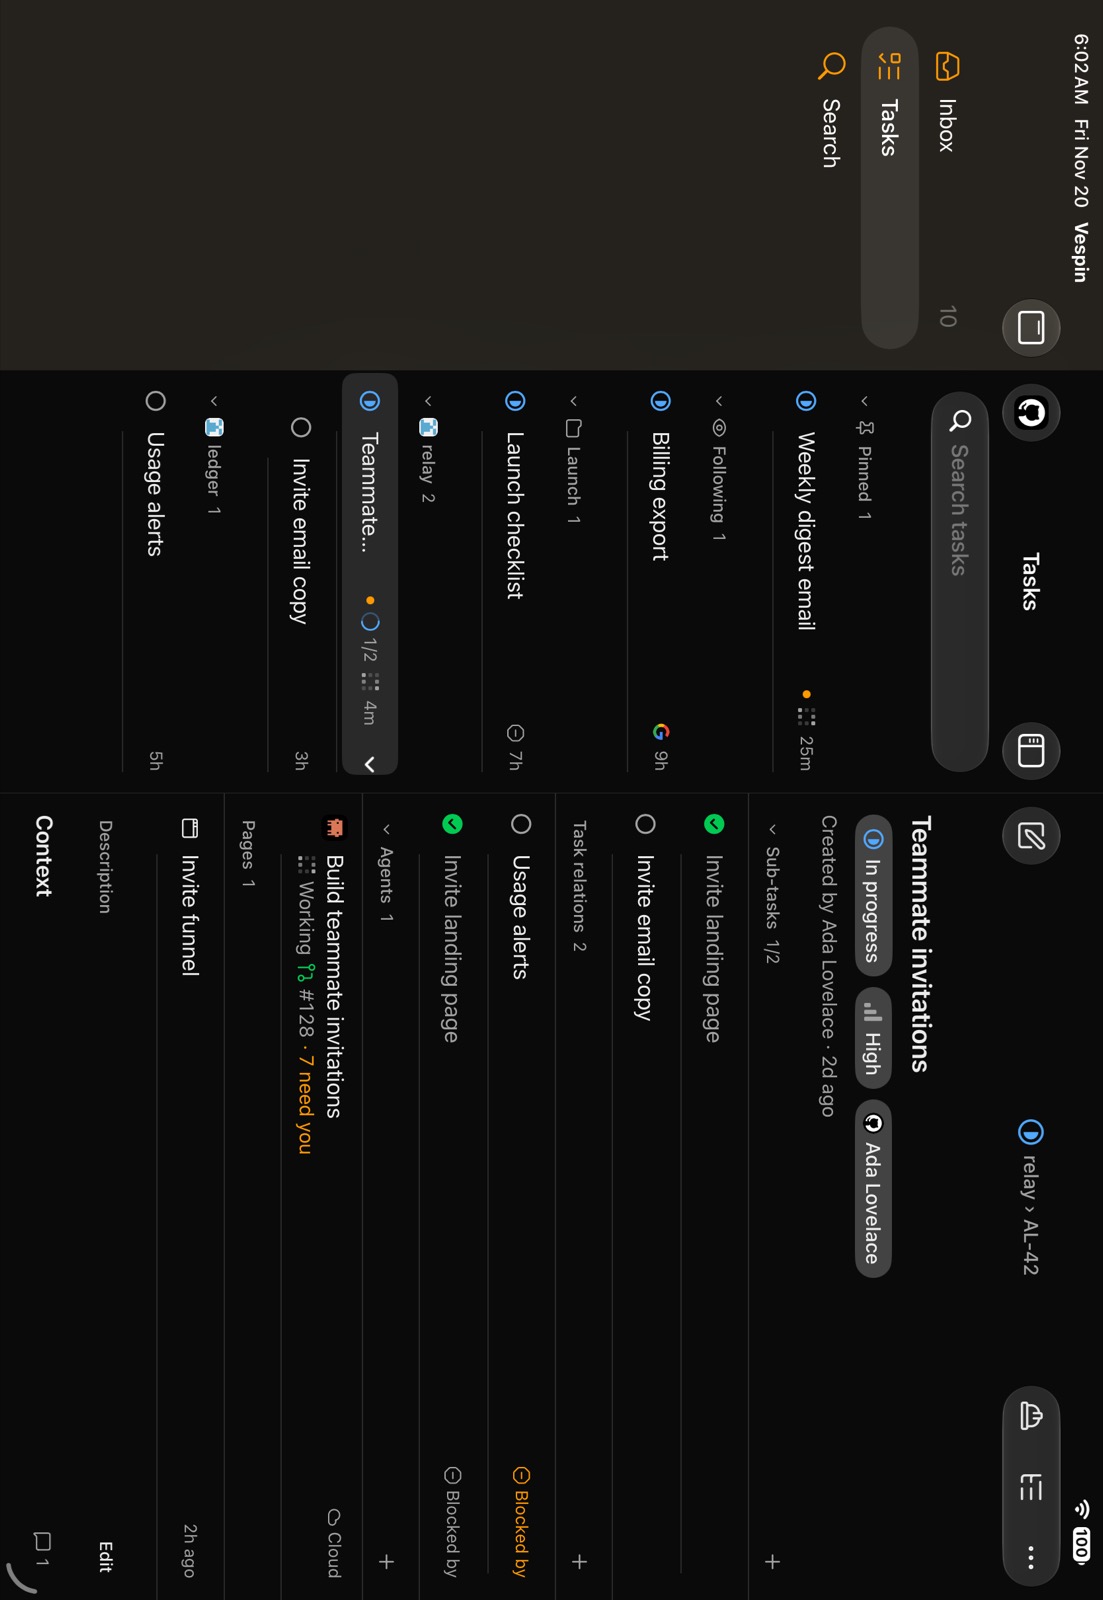 6:02 AM Fri Nov 20 Vespin
100
Inbox 10
Tasks
Search
Tasks
Search tasks
Pinned 1
Weekly digest email 25m
Following 1
Billing export 9h
Launch 1
Launch checklist 7h
relay 2
Teammate... 1/2 4m
Invite email copy 3h
ledger 1
Usage alerts 5h
relay › AL-42
Teammate invitations
In progress High Ada Lovelace
Created by Ada Lovelace · 2d ago
Sub-tasks 1/2
Invite landing page
Invite email copy
Task relations 2
Usage alerts Blocked by
Invite landing page Blocked by
Agents 1
Build teammate invitations Cloud
Working #128 · 7 need you
Pages 1
Invite funnel 2h ago
Description Edit
Context 1